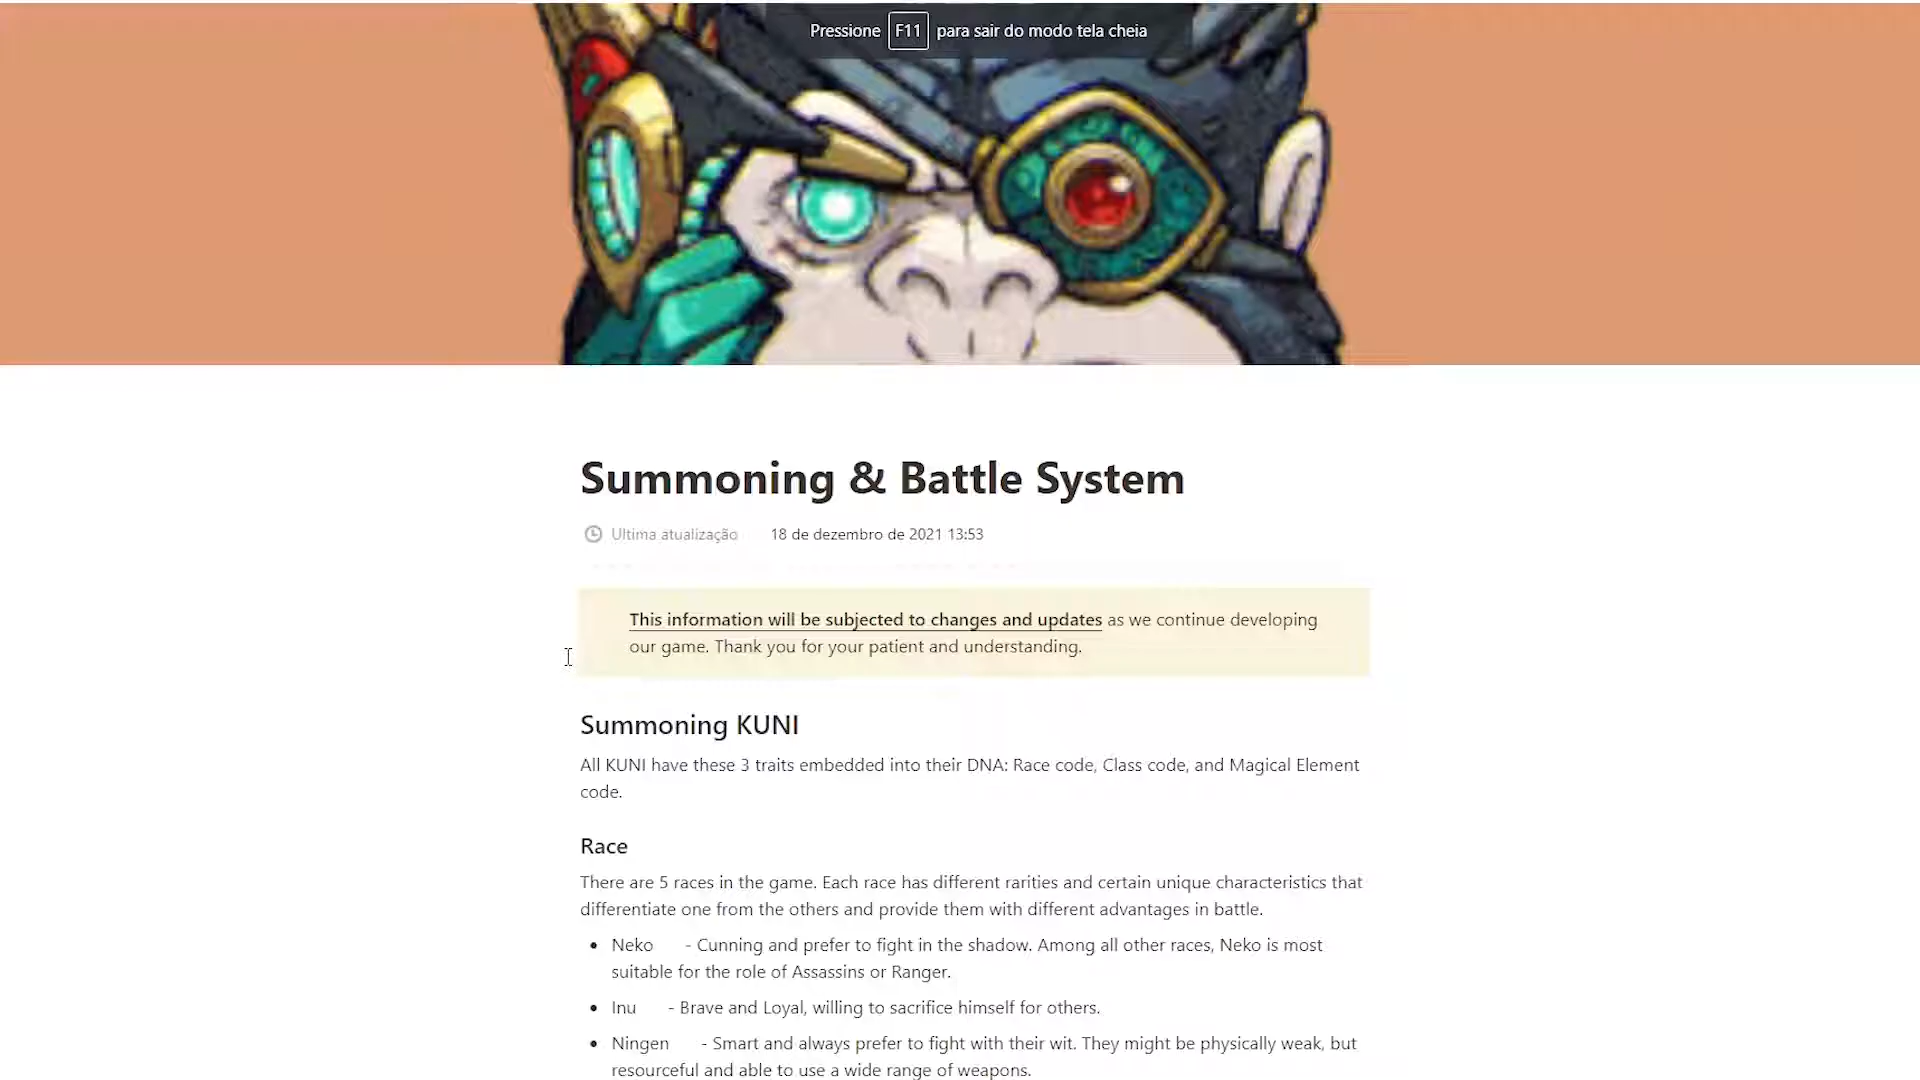 Pressione F11 para sair do modo tela cheia
Summoning & Battle System
Ultima atualização 18 de dezembro de 2021 13:53
This information will be subjected to changes and updates as we continue developing
our game. Thank you for your patient and understanding.
Summoning KUNI
All KUNI have these 3 traits embedded into their DNA: Race code, Class code, and Magical Element
code.
Race
There are 5 races in the game. Each race has different rarities and certain unique characteristics that
differentiate one from the others and provide them with different advantages in battle.
• Neko - Cunning and prefer to fight in the shadow. Among all other races, Neko is most
suitable for the role of Assassins or Ranger.
• Inu - Brave and Loyal, willing to sacrifice himself for others.
• Ningen - Smart and always prefer to fight with their wit. They might be physically weak, but
resourceful and able to use a wide range of weapons.